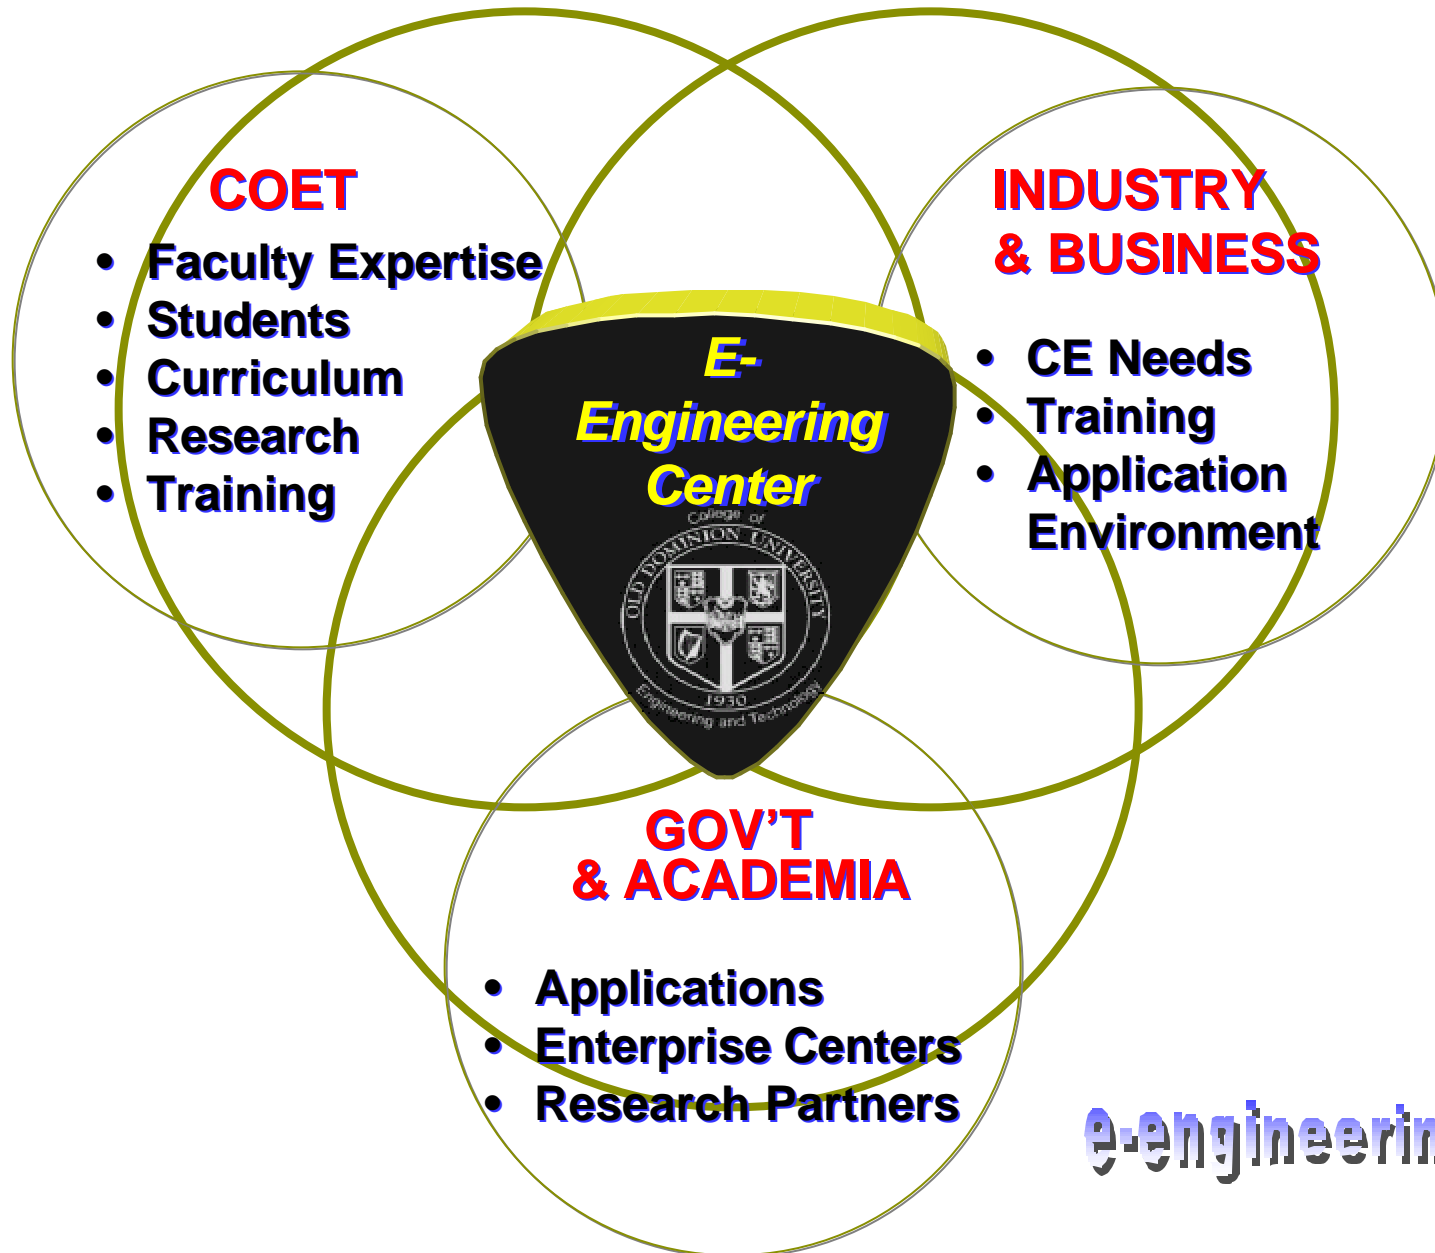 COET
• Faculty Expertise
• Students
• Curriculum
• Research
• Training
INDUSTRY
& BUSINESS
• CE Needs
• Training
• Application
Environment
E-
Engineering
Center
College of
OLD DOMINION UNIVERSITY
1930
Engineering and Technology
GOV’T
& ACADEMIA
• Applications
• Enterprise Centers
• Research Partners
e-engineerin